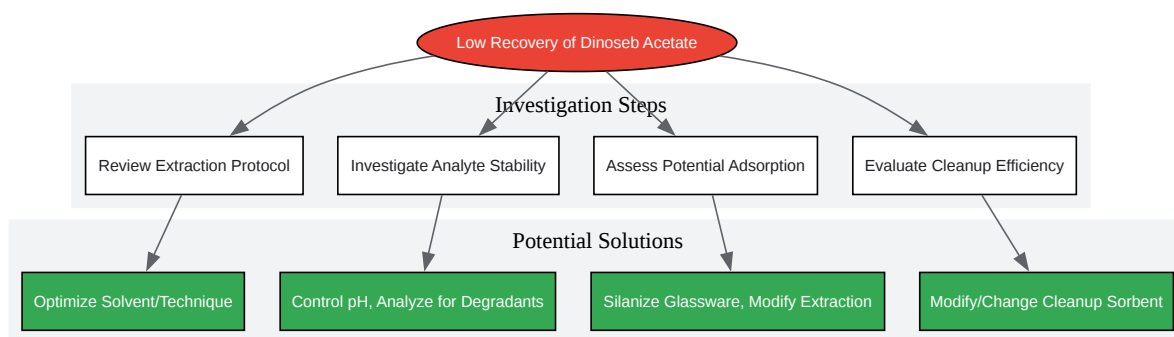 Low Recovery of Dinoseb Acetate
Investigation Steps
Review Extraction Protocol
Investigate Analyte Stability
Assess Potential Adsorption
Evaluate Cleanup Efficiency
Potential Solutions
Optimize Solvent/Technique
Control pH, Analyze for Degradants
Silanize Glassware, Modify Extraction
Modify/Change Cleanup Sorbent